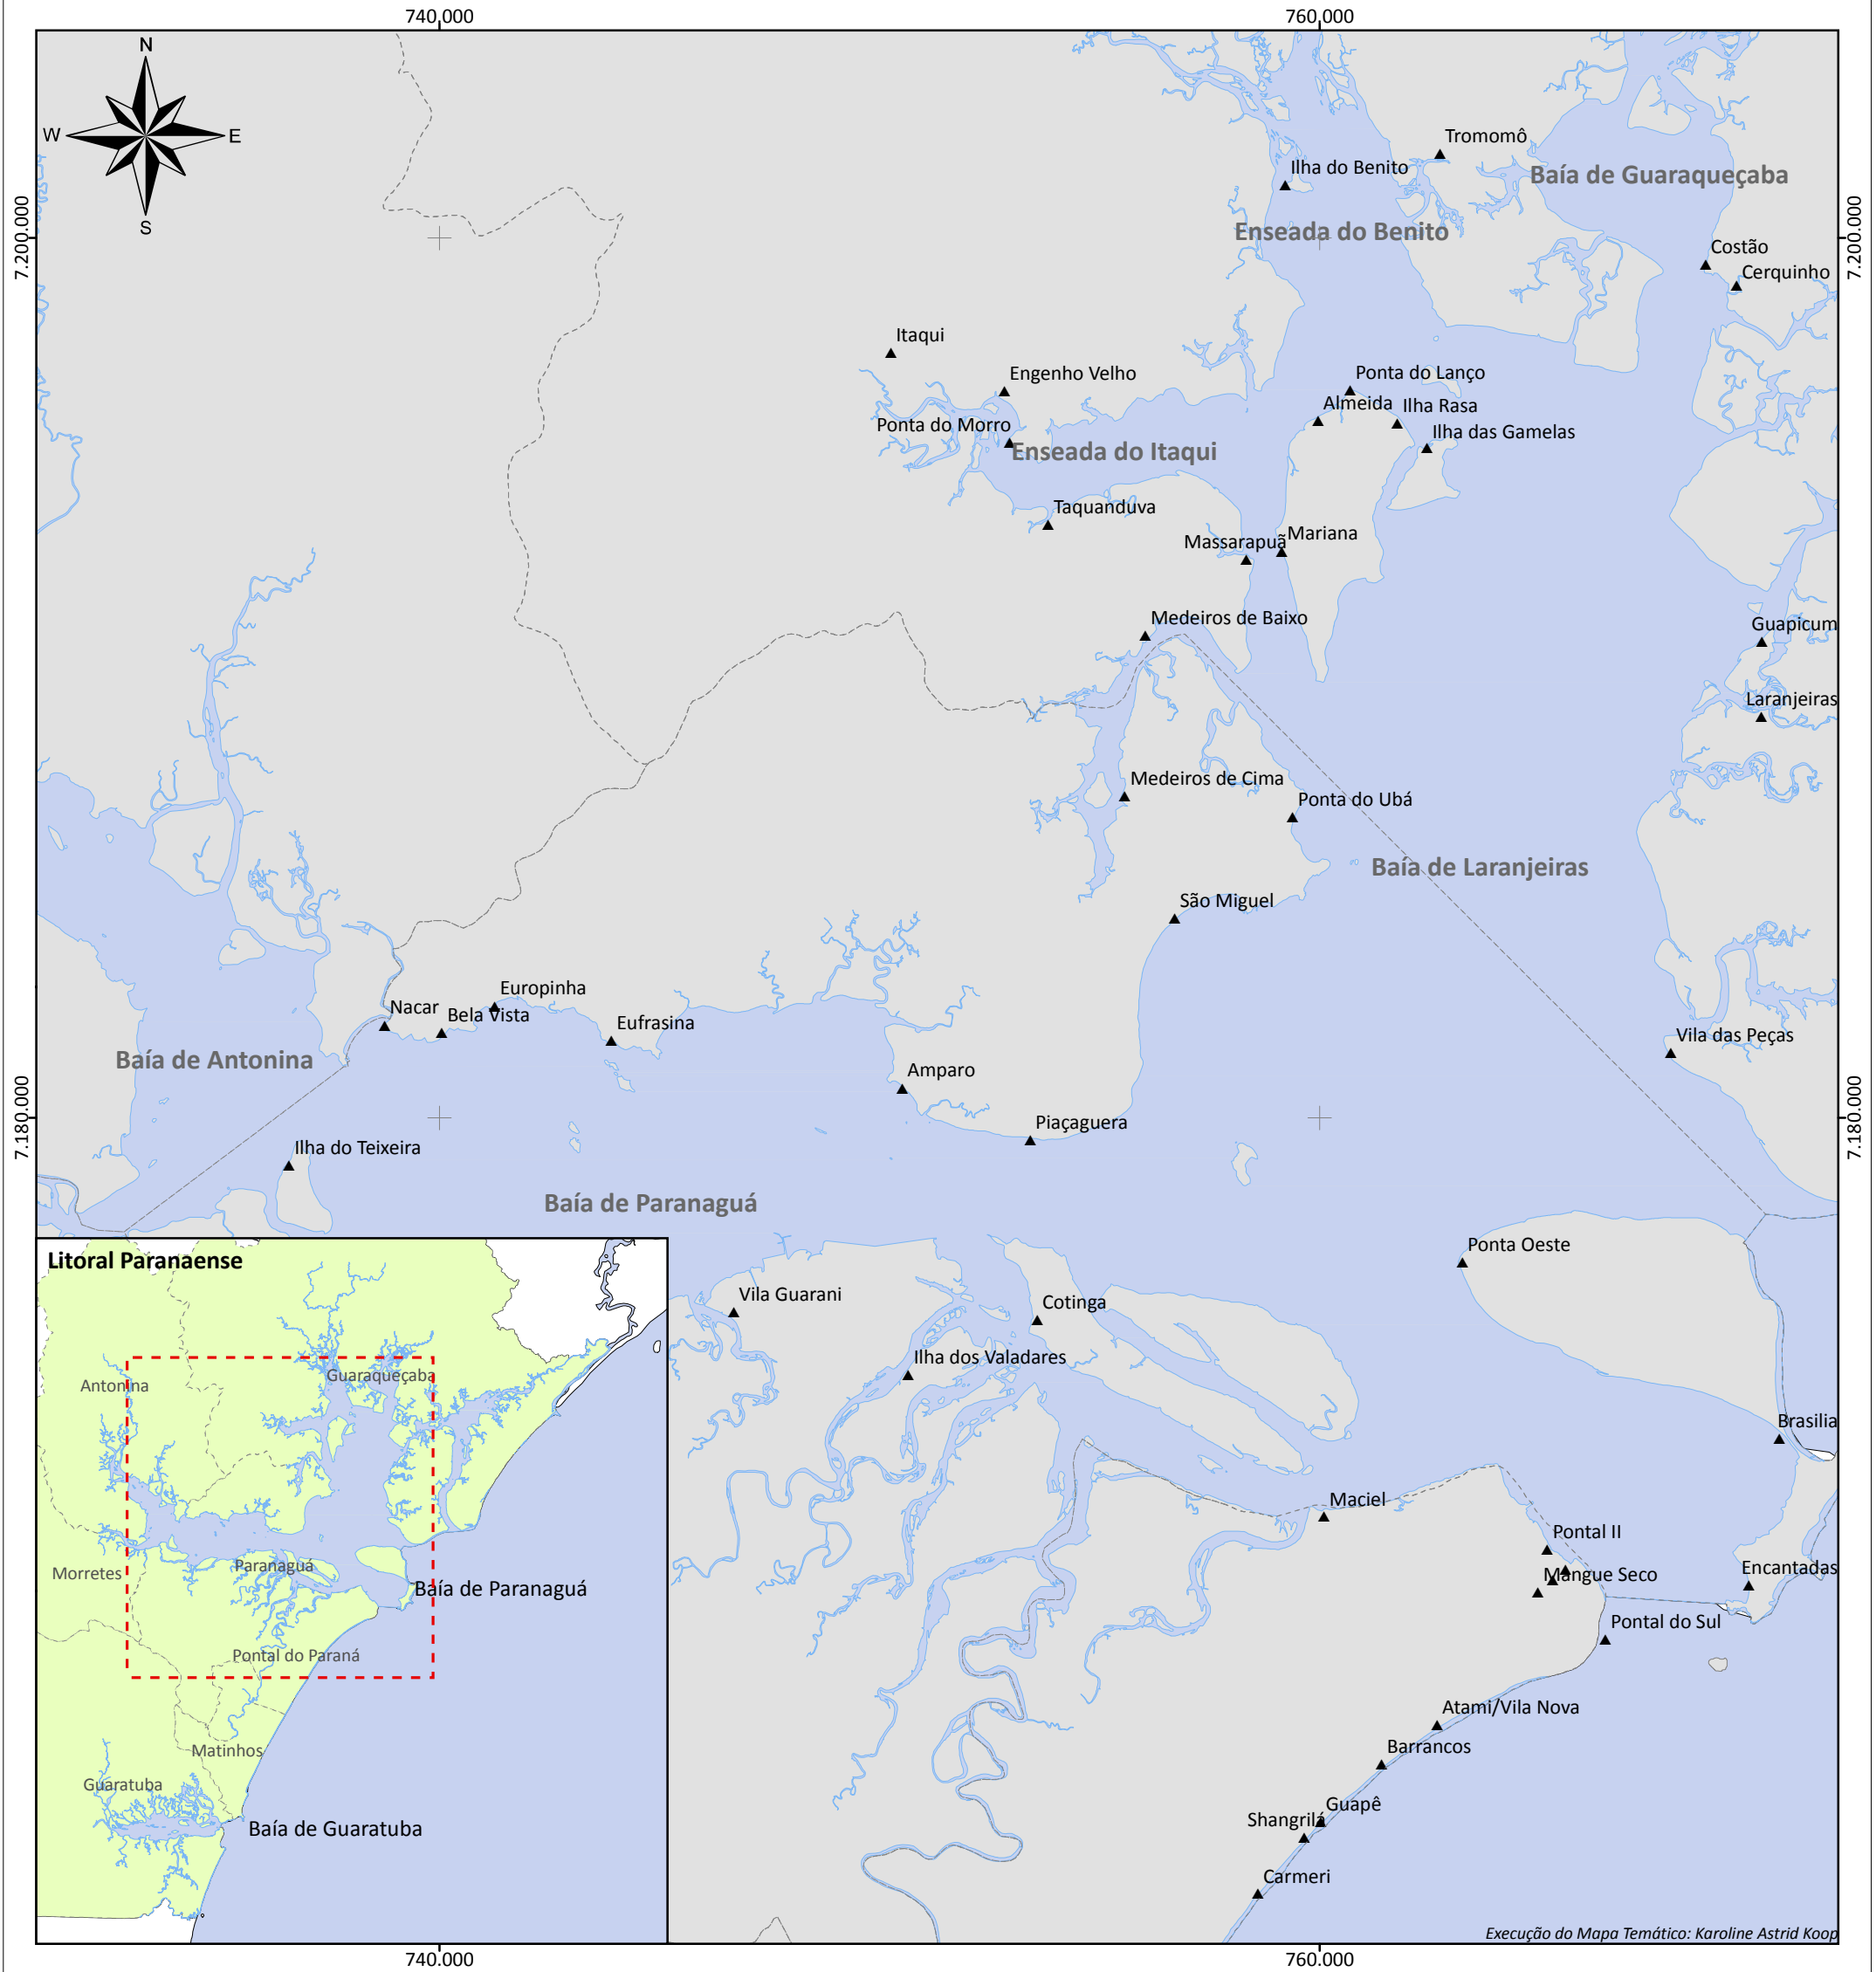 740.000
760.000
N
W
E
S
Tromomô
Ilha do Benito
Baía de Guaraqueçaba
7.200.000
7.200.000
Enseada do Benito
Costão
Cerquinho
Itaqui
Engenho Velho
Ponta do Lanço
Almeida
Ilha Rasa
Ponta do Morro
Ilha das Gamelas
Enseada do Itaqui
Taquanduva
Massarapuã
Mariana
Medeiros de Baixo
Guapicum
Laranjeiras
Medeiros de Cima
Ponta do Ubá
Baía de Laranjeiras
São Miguel
Europinha
Nacar
Bela Vista
Eufrasina
Vila das Peças
Baía de Antonina
Amparo
7.180.000
7.180.000
Piaçaguera
Ilha do Teixeira
Baía de Paranaguá
Ponta Oeste
Vila Guarani
Cotinga
Ilha dos Valadares
Brasilia
Maciel
Pontal II
Mangue Seco
Encantadas
Pontal do Sul
Atami/Vila Nova
Barrancos
Guapê
Shangrilá
Carmeri
Litoral Paranaense
Guaraqueçaba
Antonina
Paranaguá
Morretes
Baía de Paranaguá
Pontal do Paraná
Matinhos
Guaratuba
Baía de Guaratuba
Execução do Mapa Temático: Karoline Astrid Koop
740.000
760.000